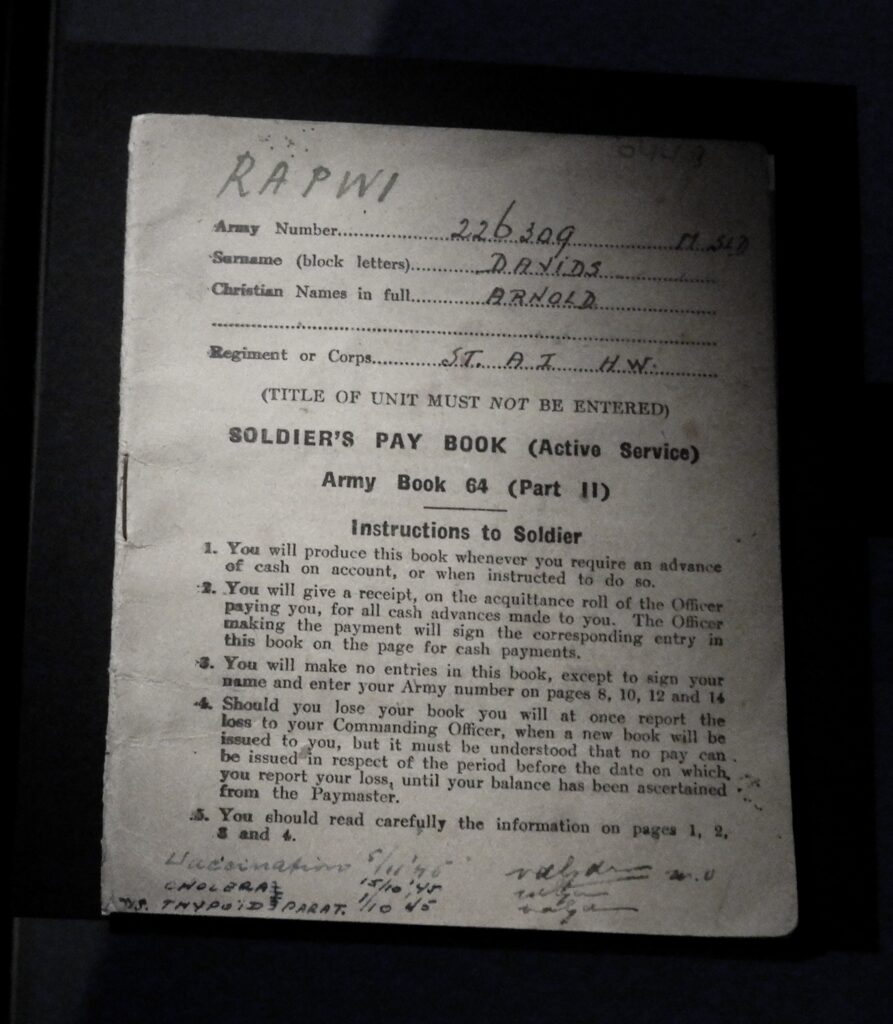 RAPWI
Army Number 226309 M SLD
Surname (block letters) DAVIDS
Christian Names in full ARNOLD
Regiment or Corps ST. A I H.W.
(TITLE OF UNIT MUST NOT BE ENTERED)
SOLDIER'S PAY BOOK (Active Service)
Army Book 64 (Part II)
Instructions to Soldier
1. You will produce this book whenever you require an advance
of cash on account, or when instructed to do so.
2. You will give a receipt, on the acquittance roll of the Officer
paying you, for all cash advances made to you. The Officer
making the payment will sign the corresponding entry in
this book on the page for cash payments.
3. You will make no entries in this book, except to sign your
name and enter your Army number on pages 8, 10, 12 and 14
4. Should you lose your book you will at once report the
loss to your Commanding Officer, when a new book will be
issued to you, but it must be understood that no pay can
be issued in respect of the period before the date on which
you report your loss, until your balance has been ascertained
from the Paymaster.
5. You should read carefully the information on pages 1, 2,
3 and 4.
Vaccination 5/11 '45
CHOLERA 15/10 '45
DYS. THYPOID PARAT. 1/10 45